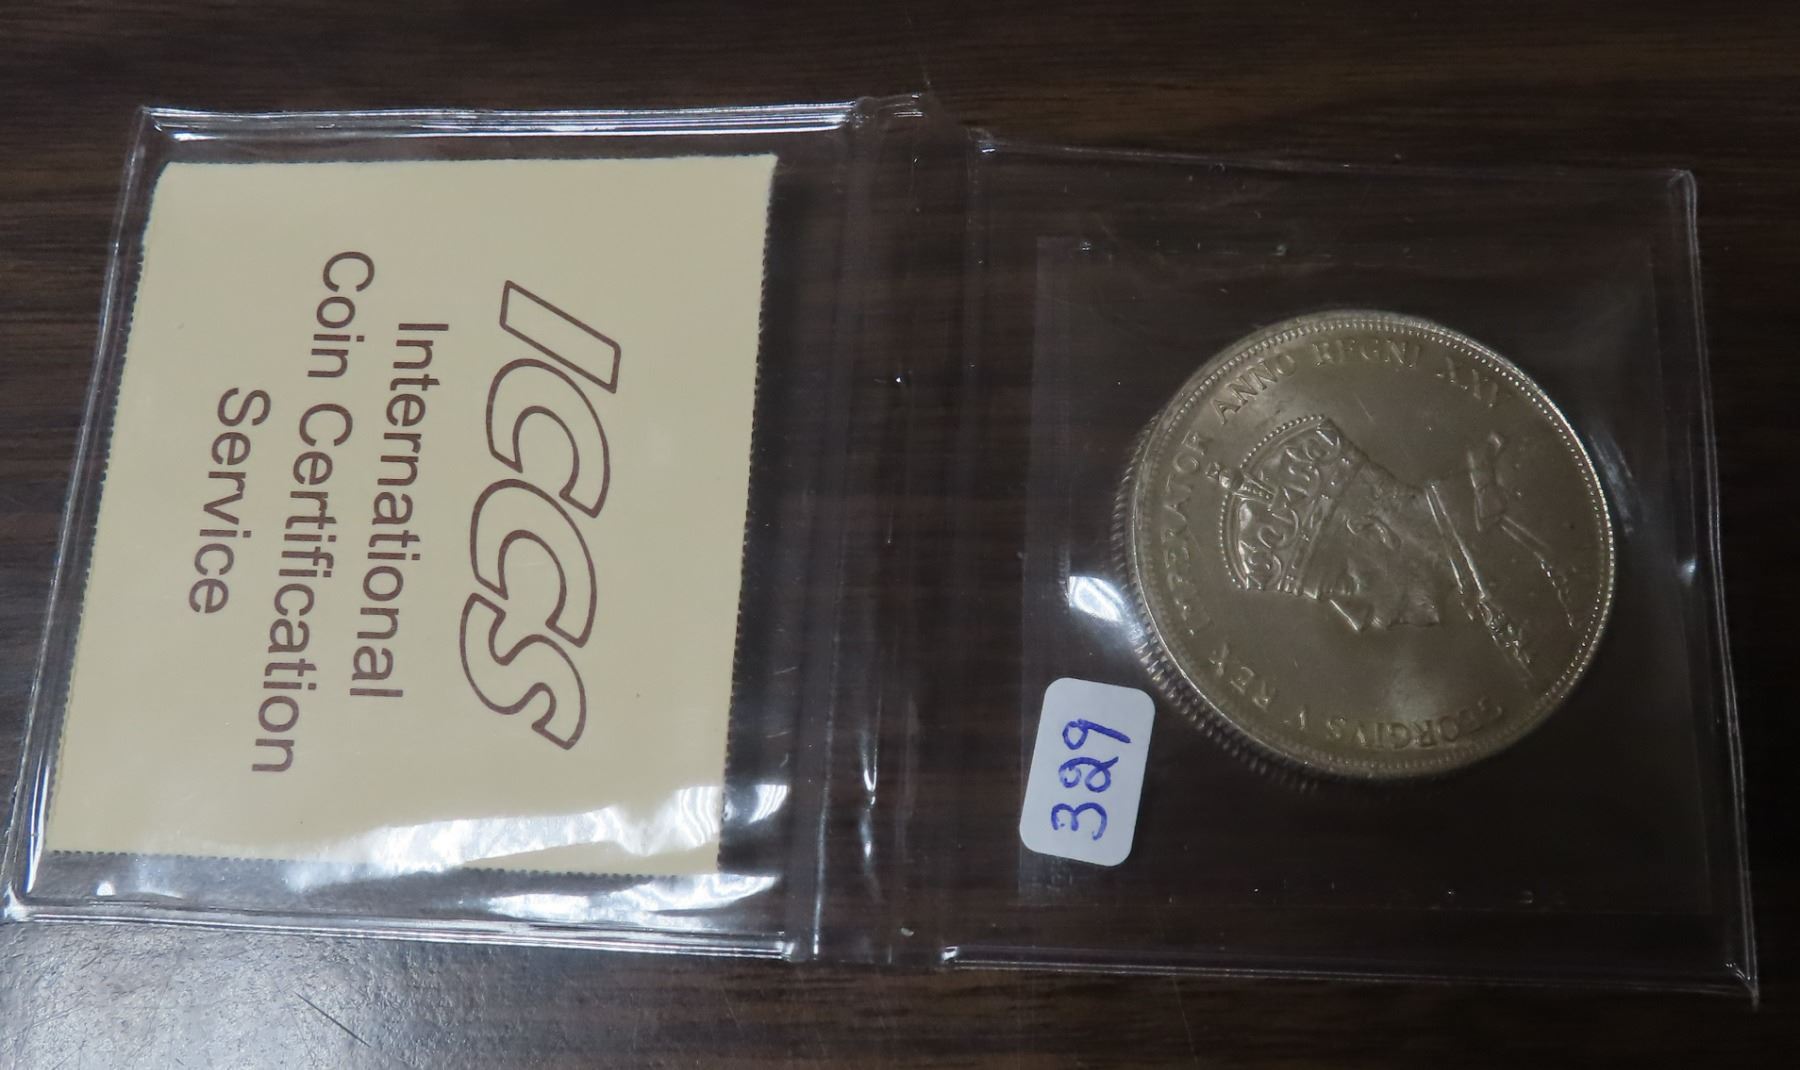 ICCS
International
Coin Certification
Service
GEORGIVS V REX IMPERATOR ANNO REGNI XXV
329